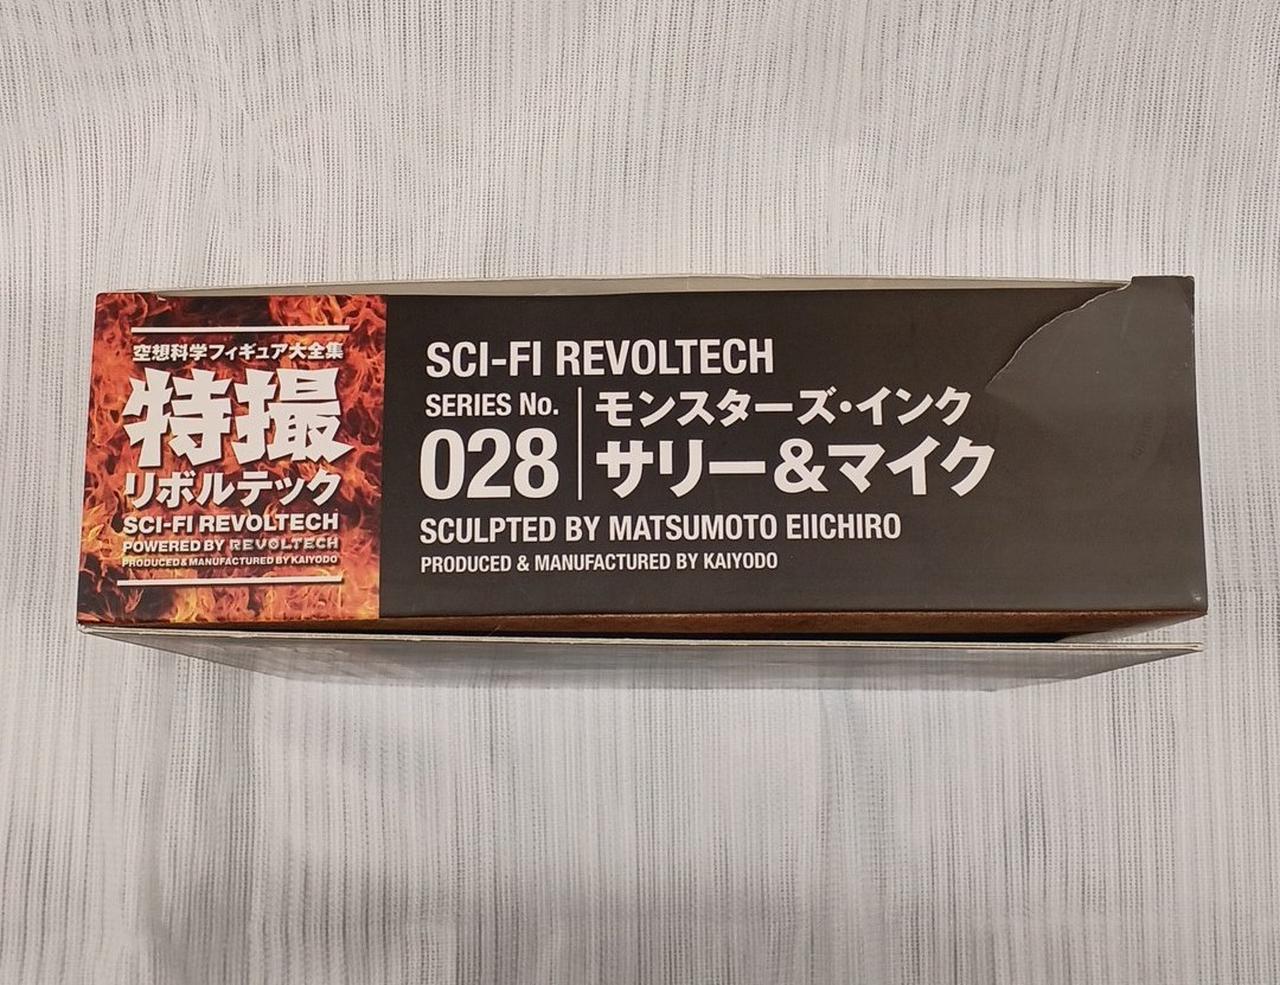 空想科学フィギュア大全集
特撮
リボルテック
SCI-FI REVOLTECH
POWERED BY REVOLTECH
PRODUCED & MANUFACTURED BY KAIYODO
SCI-FI REVOLTECH
SERIES No.
028
モンスターズ・インク
サリー&マイク
SCULPTED BY MATSUMOTO EIICHIRO
PRODUCED & MANUFACTURED BY KAIYODO